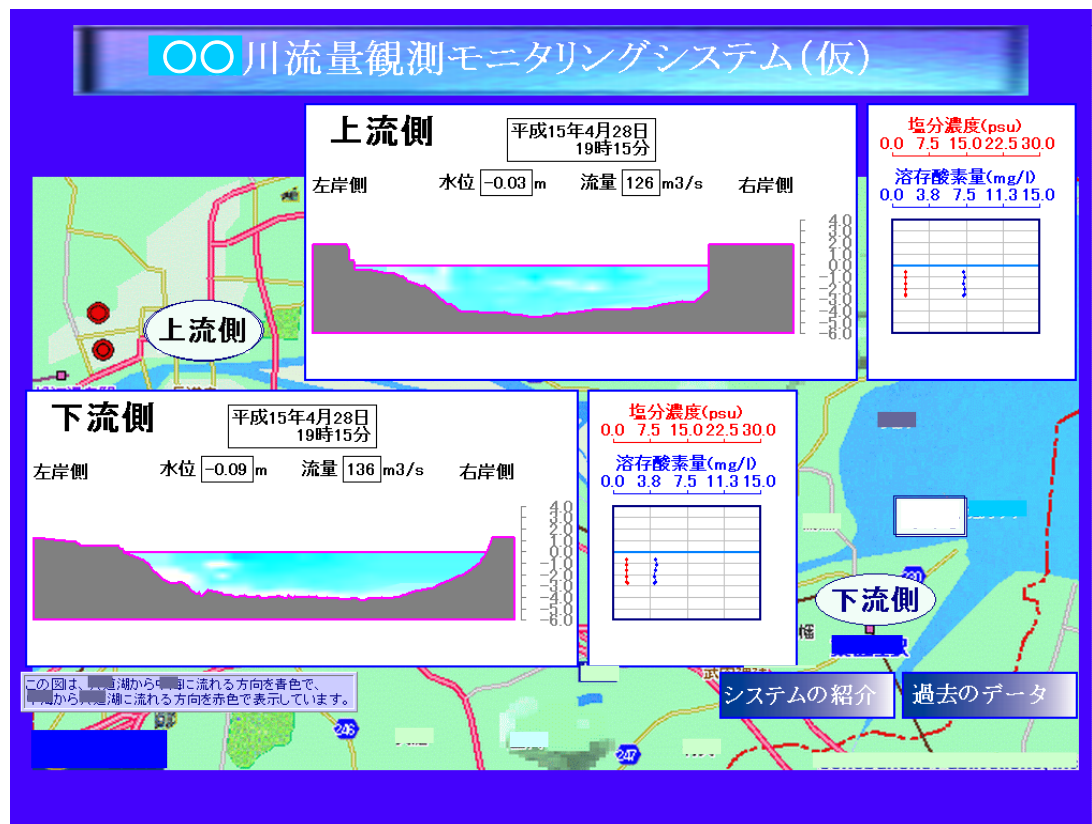 〇〇川流量観測モニタリングシステム(仮)
上流側
平成15年4月28日
19時15分
左岸側
水位 -0.03 m
流量 126 m3/s
右岸側
4.0
3.0
2.0
1.0
0.0
-1.0
-2.0
-3.0
-4.0
-5.0
-6.0
塩分濃度(psu)
0.0 7.5 15.0 22.5 30.0
溶存酸素量(mg/l)
0.0 3.8 7.5 11.3 15.0
上流側
下流側
平成15年4月28日
19時15分
左岸側
水位 -0.09 m
流量 136 m3/s
右岸側
4.0
3.0
2.0
1.0
0.0
-1.0
-2.0
-3.0
-4.0
-5.0
-6.0
塩分濃度(psu)
0.0 7.5 15.0 22.5 30.0
溶存酸素量(mg/l)
0.0 3.8 7.5 11.3 15.0
下流側
この図は、道湖から中海に流れる方向を青色で、
海から道湖に流れる方向を赤色で表示しています。
システムの紹介
過去のデータ
246
247